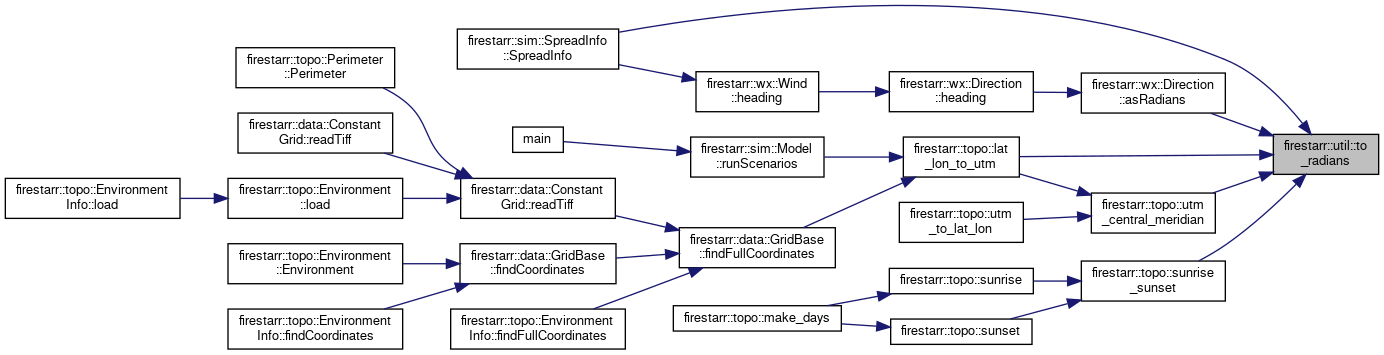 firestarr::sim::SpreadInfo
::SpreadInfo
firestarr::topo::Perimeter
::Perimeter
firestarr::wx::Wind
::heading
firestarr::wx::Direction
::heading
firestarr::wx::Direction
::asRadians
firestarr::data::Constant
Grid::readTiff
main
firestarr::sim::Model
::runScenarios
firestarr::topo::lat
_lon_to_utm
firestarr::util::to
_radians
firestarr::topo::Environment
Info::load
firestarr::topo::Environment
::load
firestarr::data::Constant
Grid::readTiff
firestarr::topo::utm
_to_lat_lon
firestarr::topo::utm
_central_meridian
firestarr::topo::Environment
::Environment
firestarr::data::GridBase
::findCoordinates
firestarr::data::GridBase
::findFullCoordinates
firestarr::topo::sunrise
firestarr::topo::sunrise
_sunset
firestarr::topo::Environment
Info::findCoordinates
firestarr::topo::Environment
Info::findFullCoordinates
firestarr::topo::make_days
firestarr::topo::sunset